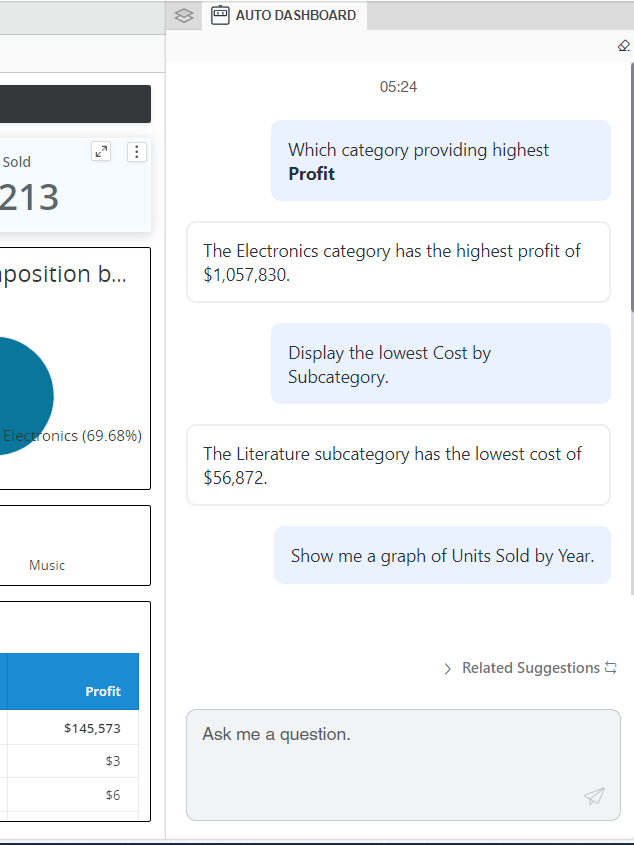 AUTO DASHBOARD
05:24
Which category providing highest
Profit
The Electronics category has the highest profit of
$1,057,830.
Display the lowest Cost by
Subcategory.
The Literature subcategory has the lowest cost of
$56,872.
Show me a graph of Units Sold by Year.
Related Suggestions
Ask me a question.
Sold
213
position b...
Electronics (69.68%)
Music
Profit
$145,573
$3
$6